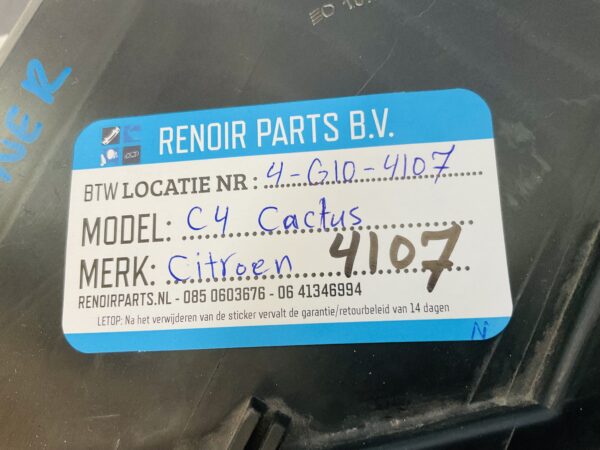 RENOIR PARTS B.V.
BTW LOCATIE NR : 4-G10-4107
MODEL: C4 Cactus
MERK: Citroen 4107
RENOIRPARTS.NL - 085 0603676 - 06 41346994
LETOP: Na het verwijderen van de sticker vervalt de garantie/retourbeleid van 14 dagen